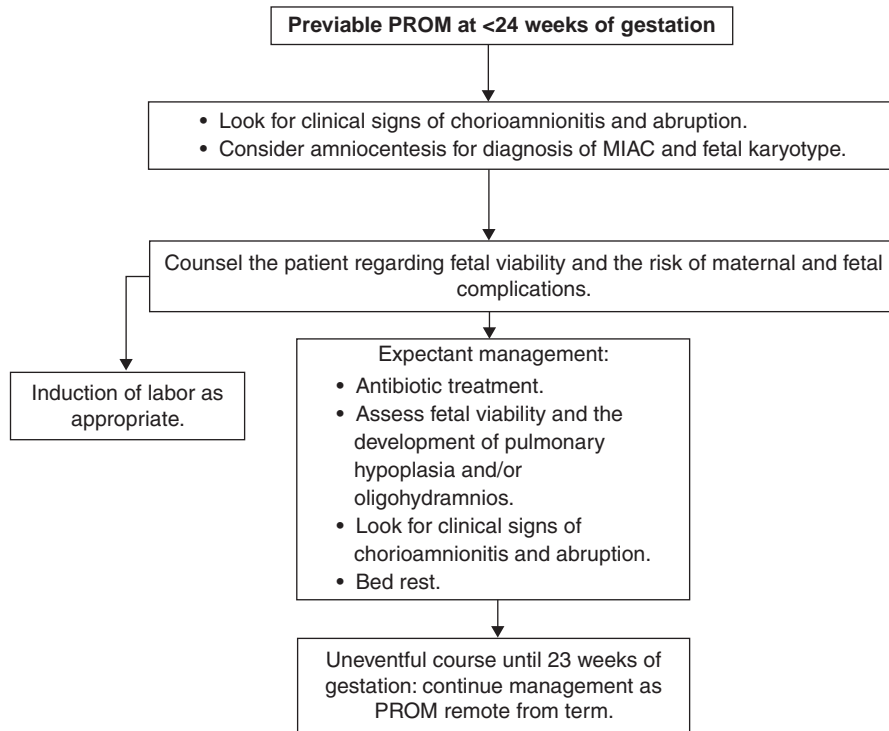 Previable PROM at <24 weeks of gestation
• Look for clinical signs of chorioamnionitis and abruption.
• Consider amniocentesis for diagnosis of MIAC and fetal karyotype.
Counsel the patient regarding fetal viability and the risk of maternal and fetal
complications.
Induction of labor as
appropriate.
Expectant management:
• Antibiotic treatment.
• Assess fetal viability and the
development of pulmonary
hypoplasia and/or
oligohydramnios.
• Look for clinical signs of
chorioamnionitis and abruption.
• Bed rest.
Uneventful course until 23 weeks of
gestation: continue management as
PROM remote from term.